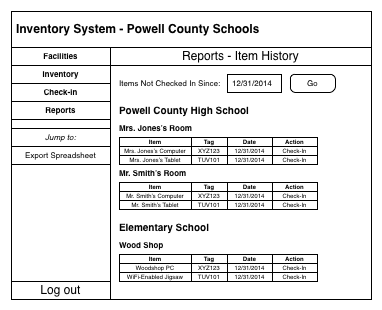 Inventory System - Powell County Schools
Facilities
Inventory
Check-in
Reports
Jump to:
Export Spreadsheet
Log out
Reports - Item History
Items Not Checked In Since: 12/31/2014 Go
Powell County High School
Mrs. Jones's Room
Item Tag Date Action
Mrs. Jones's Computer XYZ123 12/31/2014 Check-In
Mrs. Jones's Tablet TUV101 12/31/2014 Check-In
Mr. Smith's Room
Item Tag Date Action
Mr. Smith's Computer XYZ123 12/31/2014 Check-In
Mr. Smith's Tablet TUV101 12/31/2014 Check-In
Elementary School
Wood Shop
Item Tag Date Action
Woodshop PC XYZ123 12/31/2014 Check-In
WiFi-Enabled Jigsaw TUV101 12/31/2014 Check-In